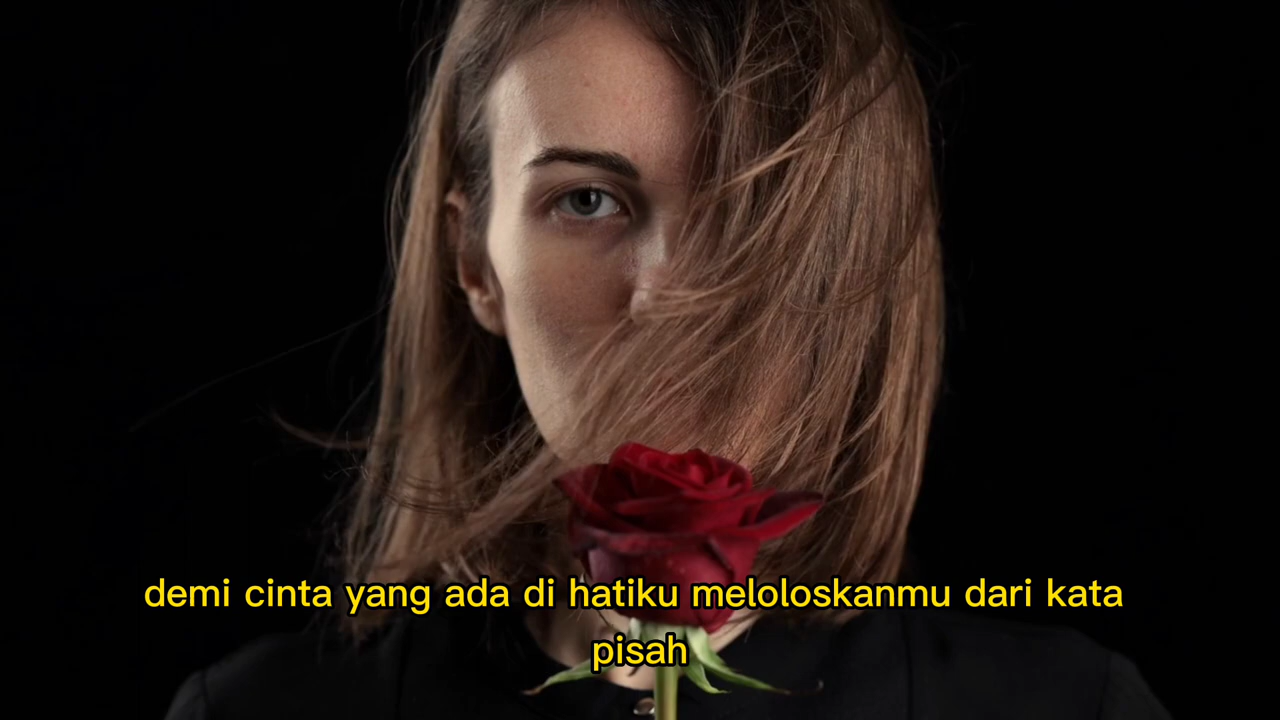 demi cinta yang ada di hatiku meloloskanmu dari kata
pisah